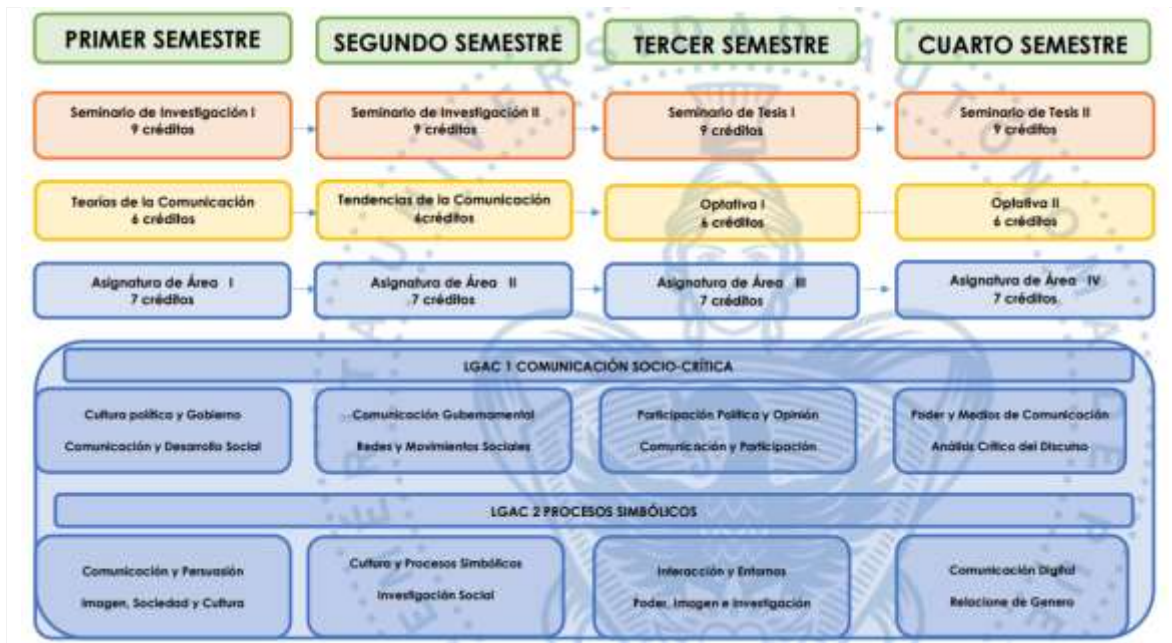 PRIMER SEMESTRE
SEGUNDO SEMESTRE
TERCER SEMESTRE
CUARTO SEMESTRE
Seminario de Investigación I
9 créditos
Seminario de Investigación II
9 créditos
Seminario de Tesis I
9 créditos
Seminario de Tesis II
9 créditos
Teorías de la Comunicación
6 créditos
Tendencias de la Comunicación
6créditos
Optativa I
6 créditos
Optativa II
6 créditos
Asignatura de Área I
7 créditos
Asignatura de Área II
7 créditos
Asignatura de Área III
7 créditos
Asignatura de Área IV
7 créditos
LGAC 1 COMUNICACIÓN SOCIO-CRÍTICA
Cultura política y Gobierno
Comunicación y Desarrollo Social
Comunicación Gubernamental
Redes y Movimientos Sociales
Participación Política y Opinión
Comunicación y Participación
Poder y Medios de Comunicación
Análisis Crítico del Discurso
LGAC 2 PROCESOS SIMBÓLICOS
Comunicación y Persuasión
Imagen, Sociedad y Cultura
Cultura y Procesos Simbólicos
Investigación Social
Interacción y Entornos
Poder, Imagen e Investigación
Comunicación Digital
Relacione de Genero